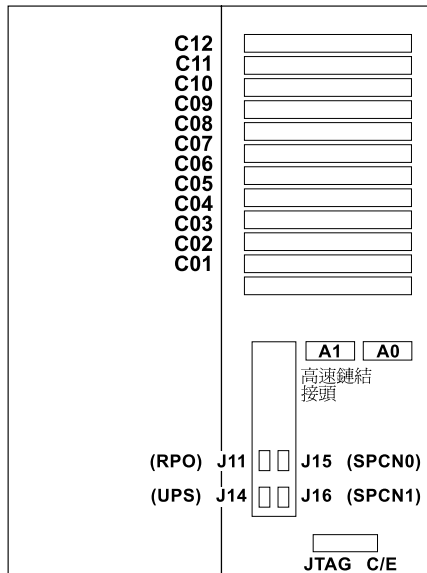 C12
C11
C10
C09
C08
C07
C06
C05
C04
C03
C02
C01
A1 A0
高速鏈結
接頭
(RPO) J11 J15 (SPCN0)
(UPS) J14 J16 (SPCN1)
JTAG C/E